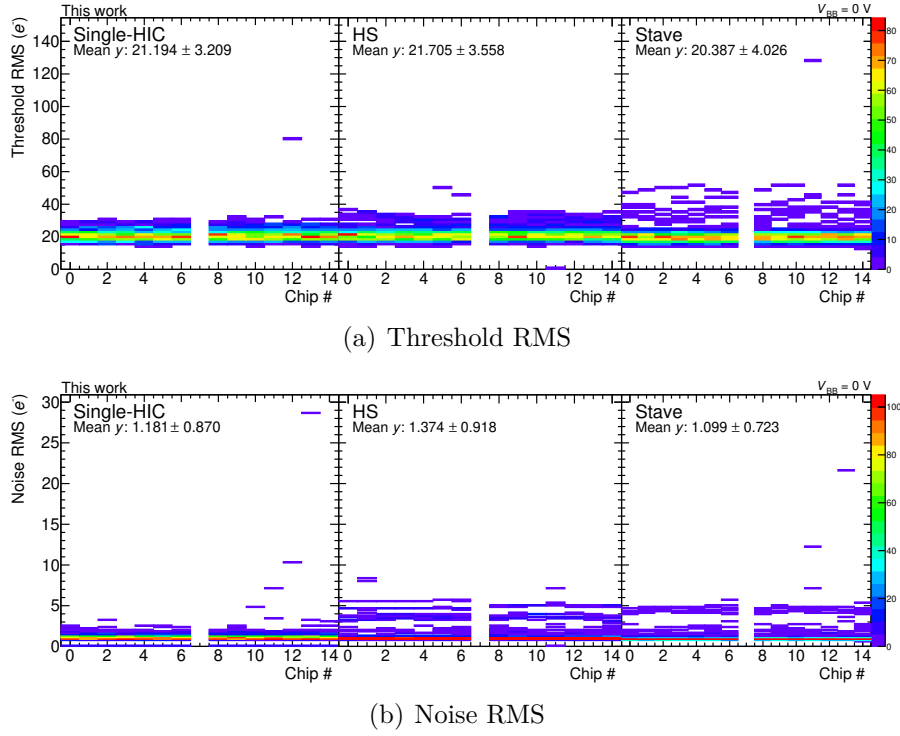 This work
V_BB = 0 V
Single-HIC
Mean y: 21.194 ± 3.209
HS
Mean y: 21.705 ± 3.558
Stave
Mean y: 20.387 ± 4.026
Threshold RMS (e⁻)
0 20 40 60 80 100 120 140
0 2 4 6 8 10 12 14
0 2 4 6 8 10 12 14
0 2 4 6 8 10 12 14
Chip #
Chip #
Chip #
0 10 20 30 40 50 60 70 80
(a) Threshold RMS
This work
V_BB = 0 V
Single-HIC
Mean y: 1.181 ± 0.870
HS
Mean y: 1.374 ± 0.918
Stave
Mean y: 1.099 ± 0.723
Noise RMS (e⁻)
0 5 10 15 20 25 30
0 2 4 6 8 10 12 14
0 2 4 6 8 10 12 14
0 2 4 6 8 10 12 14
Chip #
Chip #
Chip #
0 20 40 60 80 100
(b) Noise RMS